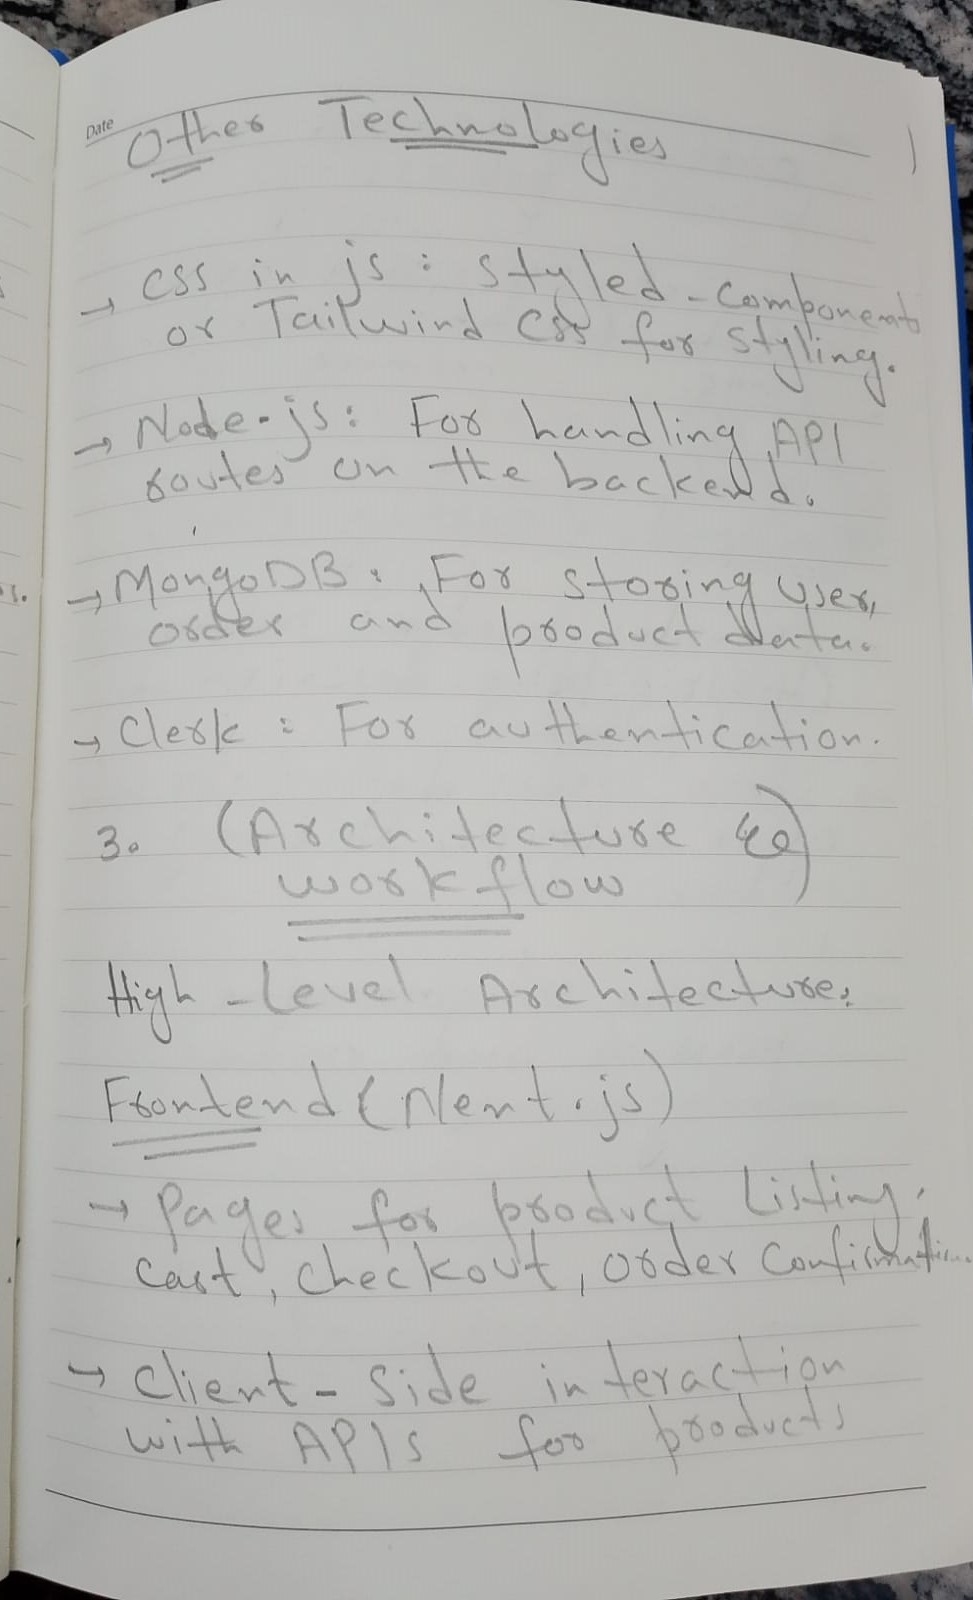 Date
Other Technologies
→ CSS in js : styled-components
or Tailwind CSS for styling.
→ Node-js : For handling API
routes on the backend.
→ MongoDB : For storing user,
order and product data.
→ Clerk : For authentication.
3. (Architecture &)
workflow
High-Level Architecture:
Frontend (Next.js)
→ Pages for product Listing,
Cart, checkout, order Confirmation.
→ Client-Side interaction
with APIs for products